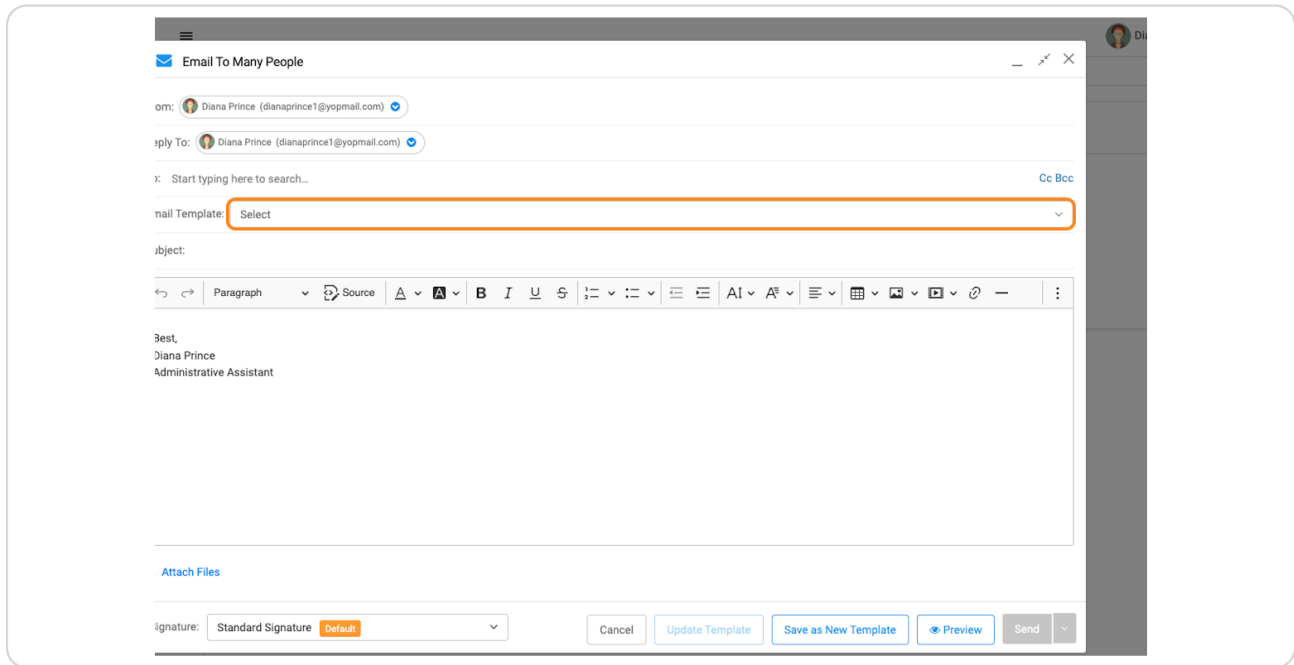 Dia
Email To Many People
om: Diana Prince (dianaprince1@yopmail.com)
eply To: Diana Prince (dianaprince1@yopmail.com)
o: Start typing here to search... Cc Bcc
mail Template: Select
ubject:
Paragraph Source A A B I U S AI A
Best,
Diana Prince
Administrative Assistant
Attach Files
ignature: Standard Signature Default Cancel Update Template Save as New Template Preview Send